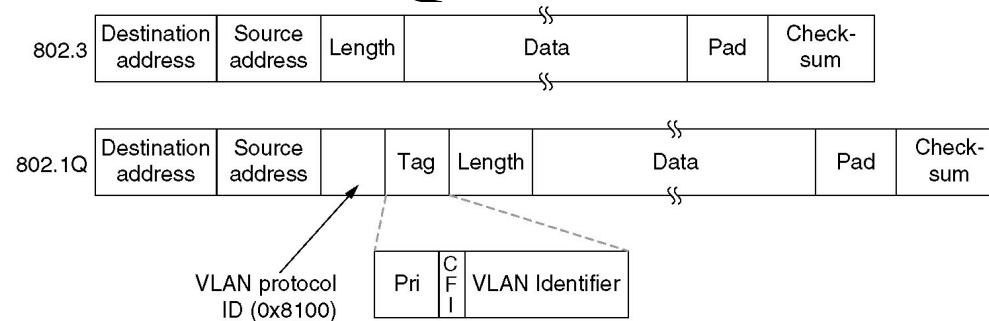 Destination address
Source address
Length
Data
Pad
Check-
sum
802.3
Destination address
Source address
Tag
Length
Data
Pad
Check-
sum
802.1Q
VLAN protocol
ID (0x8100)
Pri
C
F
I
VLAN Identifier